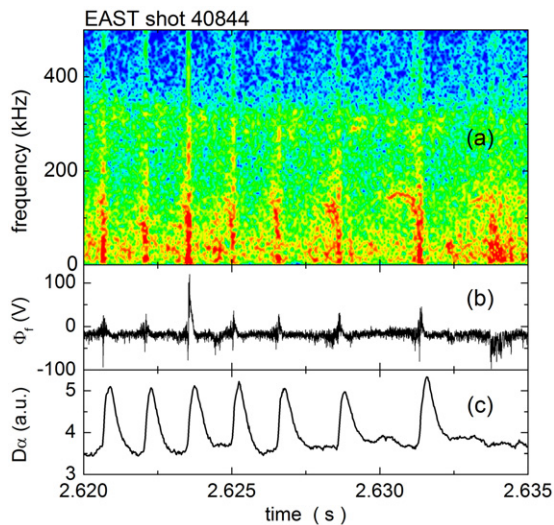 EAST shot 40844
400
200
0
frequency (kHz)
(a)
100
0
-100
Φf (V)
(b)
5
4
3
Dα (a.u.)
(c)
2.620 2.625 2.630 2.635
time ( s )